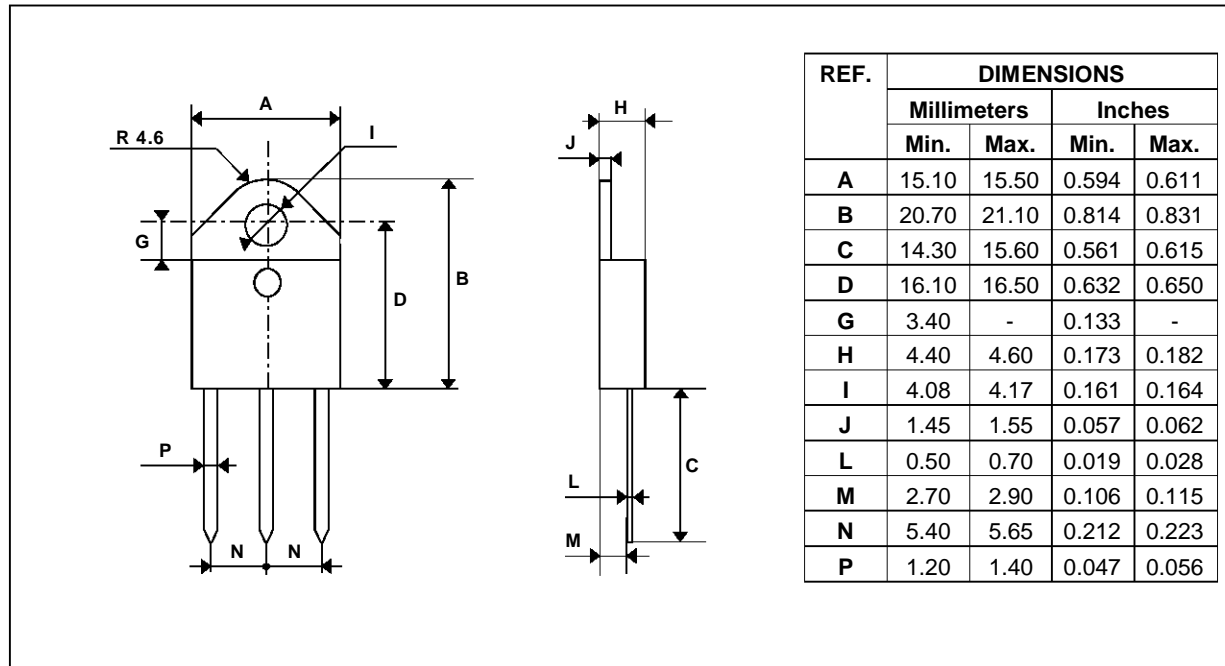 A
R 4.6
I
G
D
B
P
N N
H
J
C
L
M
REF. DIMENSIONS
Millimeters Inches
Min. Max. Min. Max.
A 15.10 15.50 0.594 0.611
B 20.70 21.10 0.814 0.831
C 14.30 15.60 0.561 0.615
D 16.10 16.50 0.632 0.650
G 3.40 - 0.133 -
H 4.40 4.60 0.173 0.182
I 4.08 4.17 0.161 0.164
J 1.45 1.55 0.057 0.062
L 0.50 0.70 0.019 0.028
M 2.70 2.90 0.106 0.115
N 5.40 5.65 0.212 0.223
P 1.20 1.40 0.047 0.056